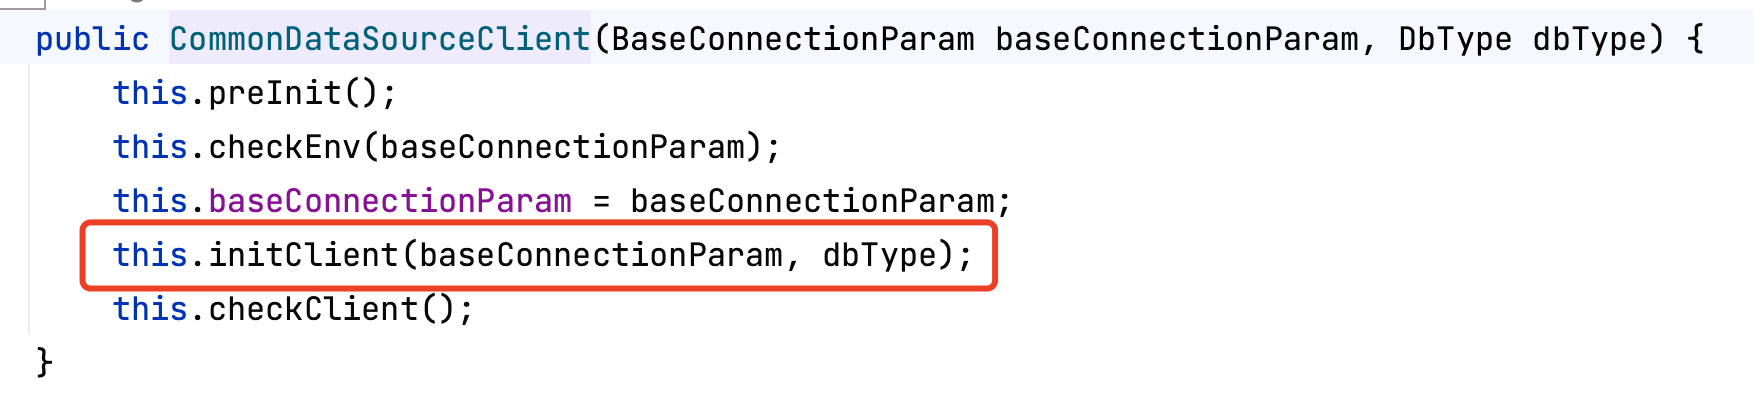 public CommonDataSourceClient(BaseConnectionParam baseConnectionParam, DbType dbType) {
this.preInit();
this.checkEnv(baseConnectionParam);
this.baseConnectionParam = baseConnectionParam;
this.initClient(baseConnectionParam, dbType);
this.checkClient();
}